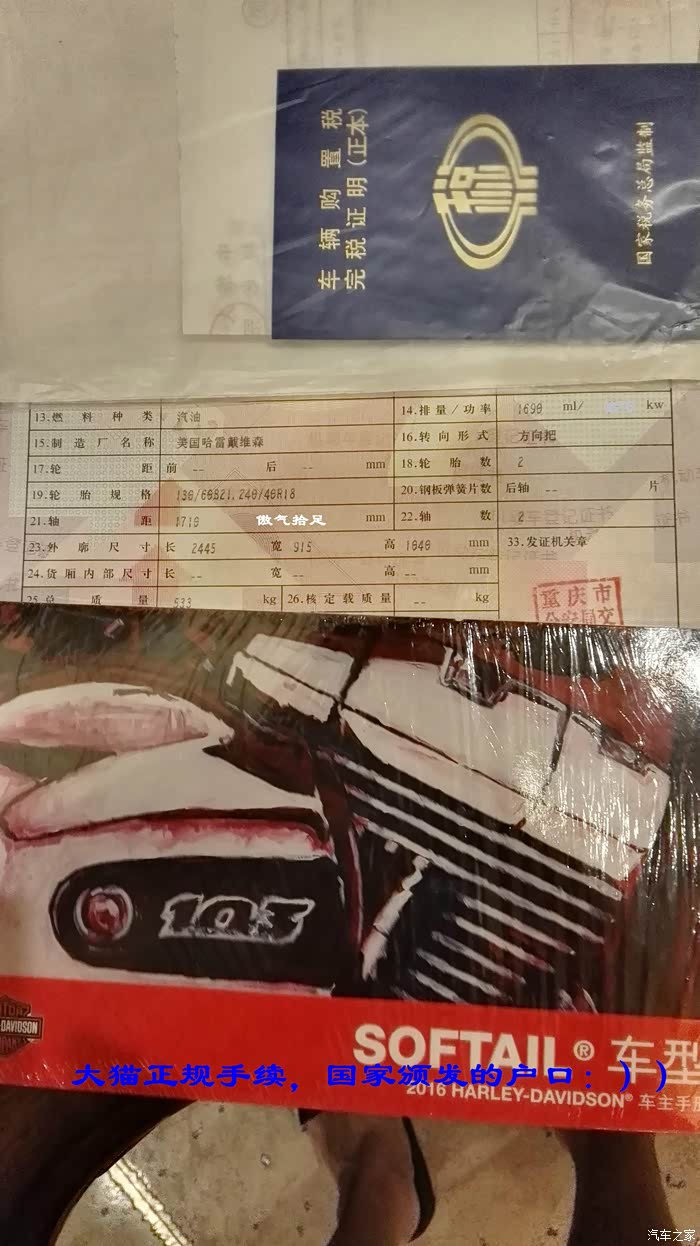 车辆购置税
完税证明(正本)
税
国家税务总局监制
13.燃料种类 汽油 14.排量/功率 1690 ml/ kw
15.制造厂名称 美国哈雷戴维森 16.转向形式 方向把
17.轮距 前 -- 后 -- mm 18.轮胎数 2
19.轮胎规格 130/60B21,240/40R18 20.钢板弹簧片数 后轴 -- 片
21.轴距 1710 mm 22.轴数 2
傲气拾足
23.外廓尺寸 长 2445 宽 915 高 1040 mm 33.发证机关章
24.货厢内部尺寸 长 -- 宽 -- 高 -- mm
25.总质量 533 kg 26.核定载质量 -- kg
重庆市
公安局交
103
-DAVIDSON
SOFTAIL® 车型
大猫正规手续，国家颁发的户口：））
2016 HARLEY-DAVIDSON® 车主手册
汽车之家